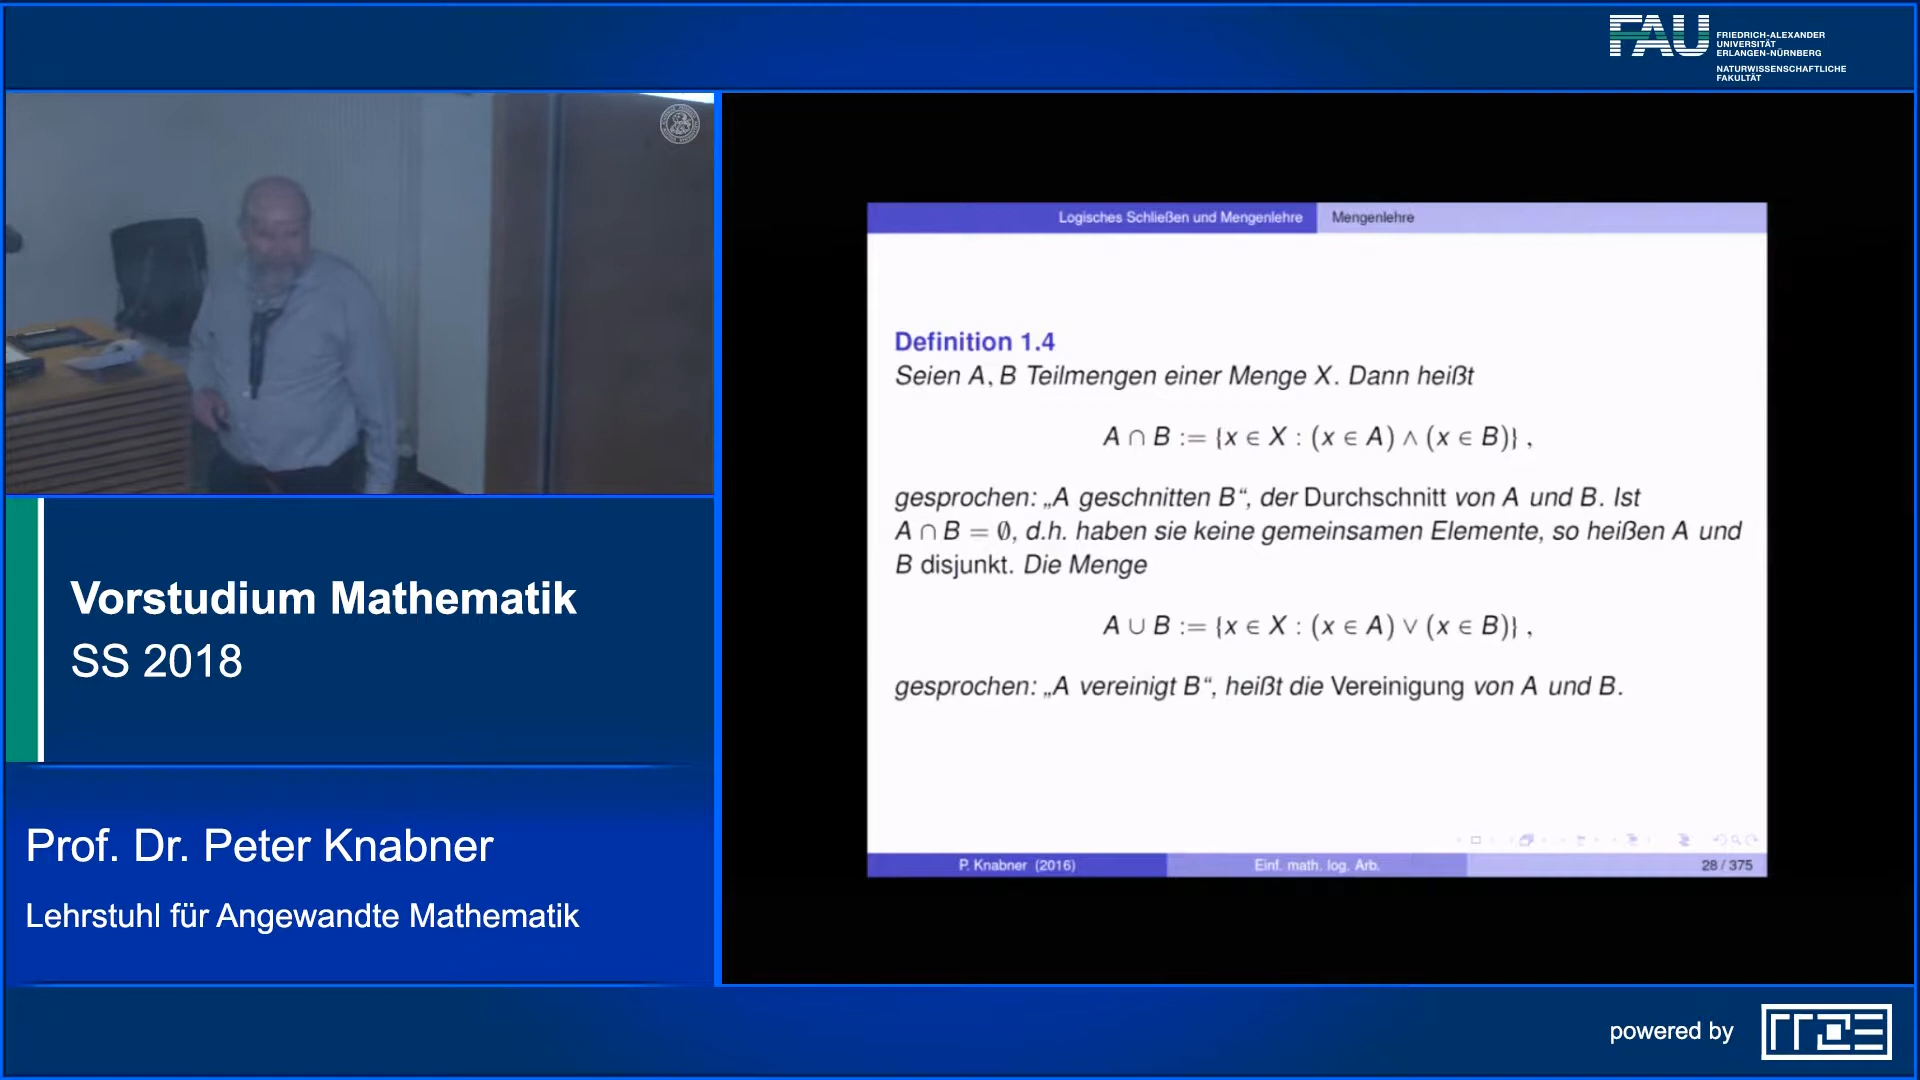 FAU
FRIEDRICH-ALEXANDER
UNIVERSITÄT
ERLANGEN-NÜRNBERG
NATURWISSENSCHAFTLICHE
FAKULTÄT
Logisches Schließen und Mengenlehre
Mengenlehre
Definition 1.4
Seien A, B Teilmengen einer Menge X. Dann heißt
A ∩ B := {x ∈ X : (x ∈ A) ∧ (x ∈ B)} ,
gesprochen: „A geschnitten B“, der Durchschnitt von A und B. Ist
A ∩ B = ∅, d.h. haben sie keine gemeinsamen Elemente, so heißen A und
B disjunkt. Die Menge
A ∪ B := {x ∈ X : (x ∈ A) ∨ (x ∈ B)} ,
gesprochen: „A vereinigt B“, heißt die Vereinigung von A und B.
P. Knabner (2016)
Einf. math. log. Arb.
28 / 375
Vorstudium Mathematik
SS 2018
Prof. Dr. Peter Knabner
Lehrstuhl für Angewandte Mathematik
powered by
rrze